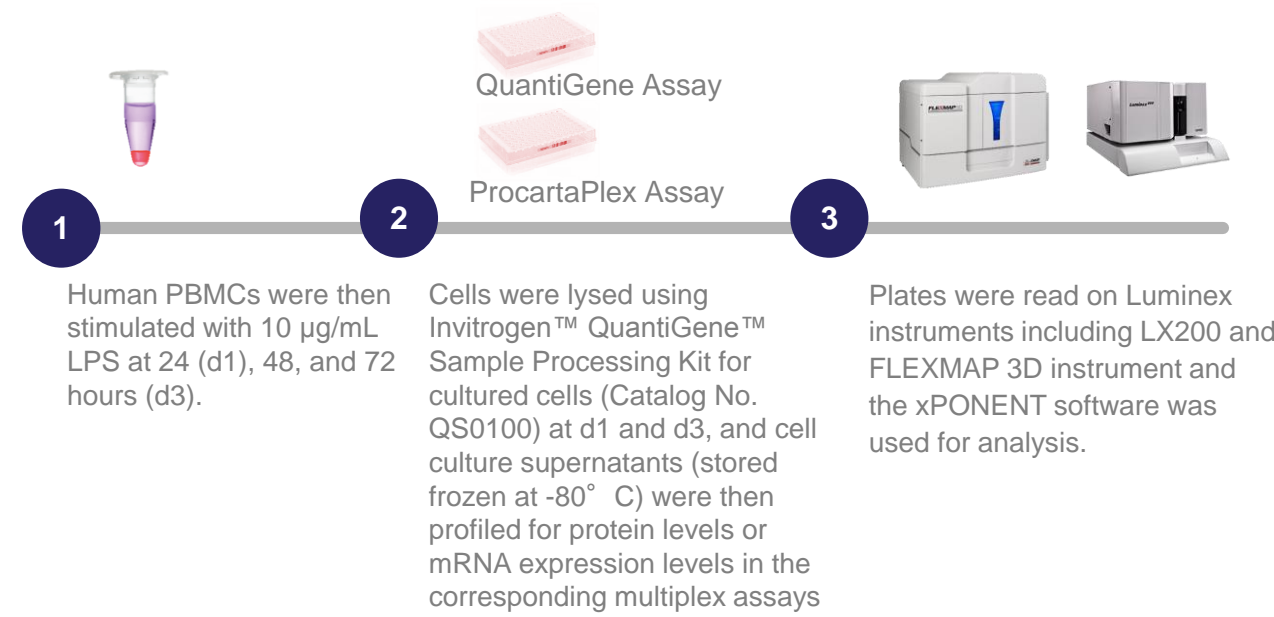 QuantiGene Assay
ProcartaPlex Assay
1
2
3
Human PBMCs were then
stimulated with 10 µg/mL
LPS at 24 (d1), 48, and 72
hours (d3).
Cells were lysed using
Invitrogen™ QuantiGene™
Sample Processing Kit for
cultured cells (Catalog No.
QS0100) at d1 and d3, and cell
culture supernatants (stored
frozen at -80° C) were then
profiled for protein levels or
mRNA expression levels in the
corresponding multiplex assays
FLEXMAP
Plates were read on Luminex
instruments including LX200 and
FLEXMAP 3D instrument and
the xPONENT software was
used for analysis.